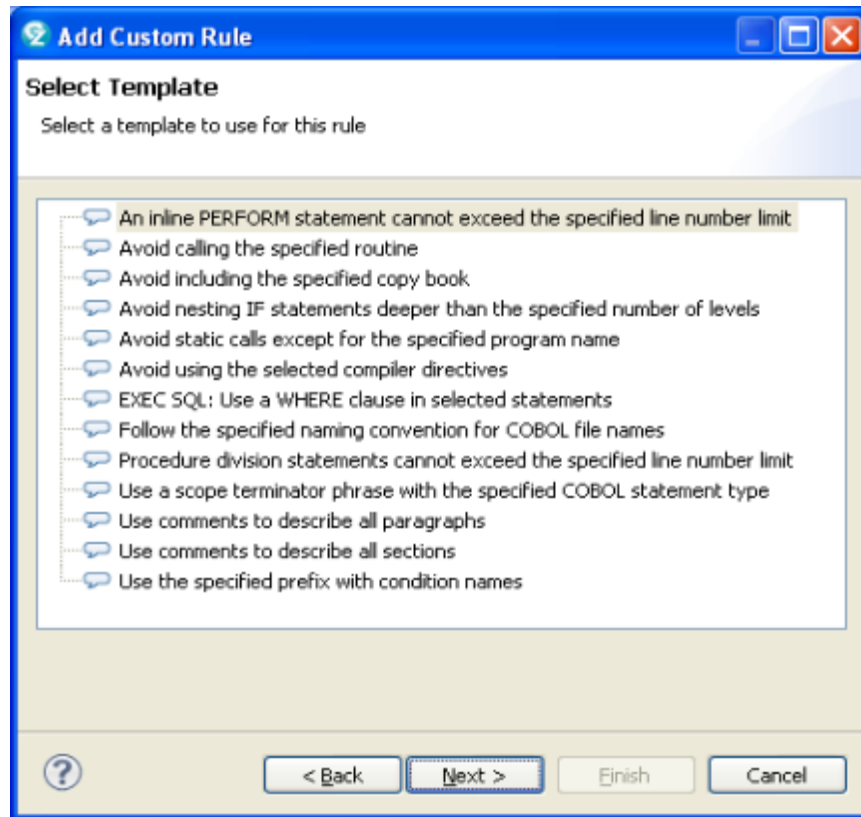 Add Custom Rule
Select Template
Select a template to use for this rule
An inline PERFORM statement cannot exceed the specified line number limit
Avoid calling the specified routine
Avoid including the specified copy book
Avoid nesting IF statements deeper than the specified number of levels
Avoid static calls except for the specified program name
Avoid using the selected compiler directives
EXEC SQL: Use a WHERE clause in selected statements
Follow the specified naming convention for COBOL file names
Procedure division statements cannot exceed the specified line number limit
Use a scope terminator phrase with the specified COBOL statement type
Use comments to describe all paragraphs
Use comments to describe all sections
Use the specified prefix with condition names
? < Back Next > Finish Cancel